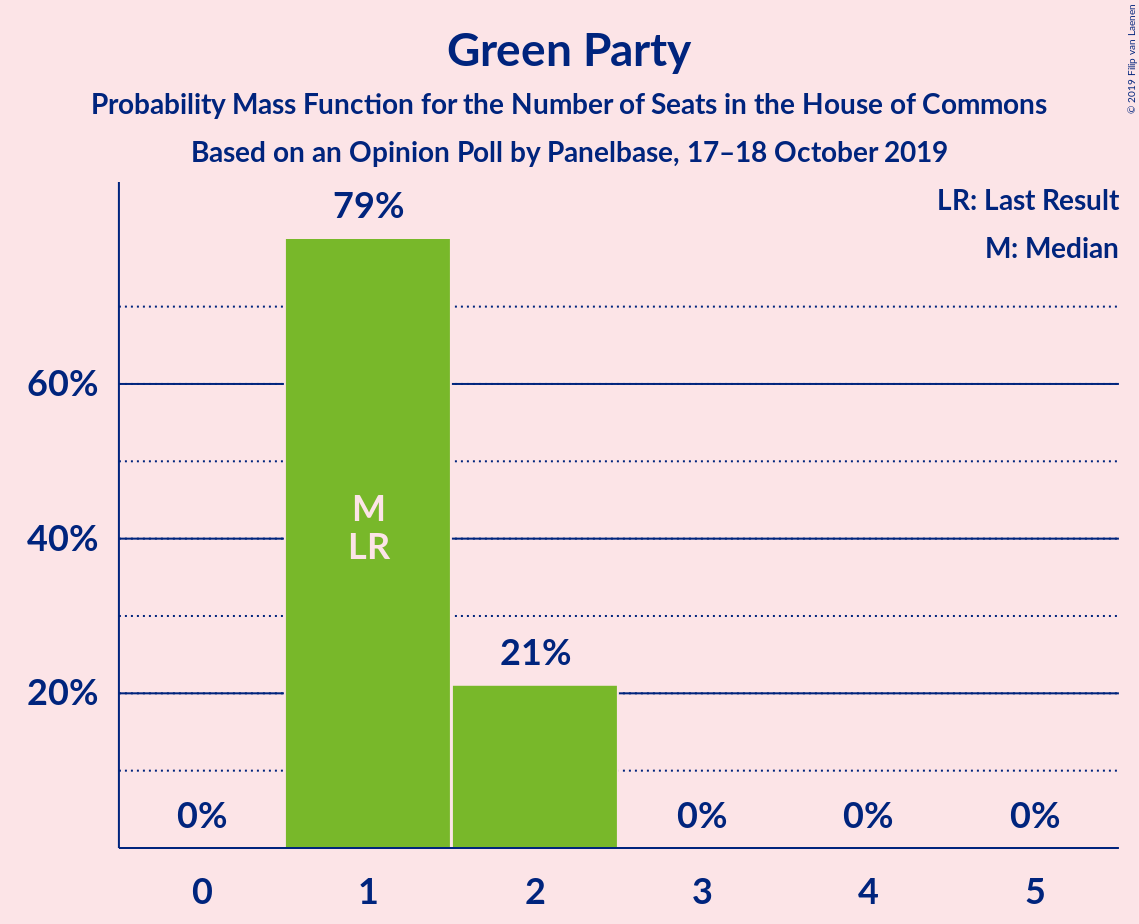 Green Party
Probability Mass Function for the Number of Seats in the House of Commons
Based on an Opinion Poll by Panelbase, 17–18 October 2019
© 2019 Filip van Laenen
LR: Last Result
M: Median
79%
60%
M
40%
LR
21%
20%
0%
0%
0%
0%
0
1
2
3
4
5